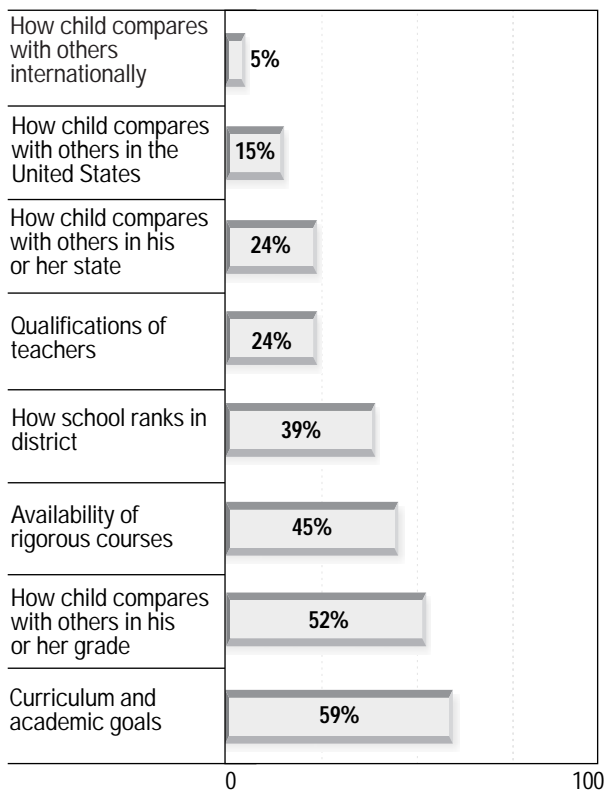 How child compares
with others
internationally
5%
How child compares
with others in the
United States
15%
How child compares
with others in his
or her state
24%
Qualifications of
teachers
24%
How school ranks in
district
39%
Availability of
rigorous courses
45%
How child compares
with others in his
or her grade
52%
Curriculum and
academic goals
59%
0
100